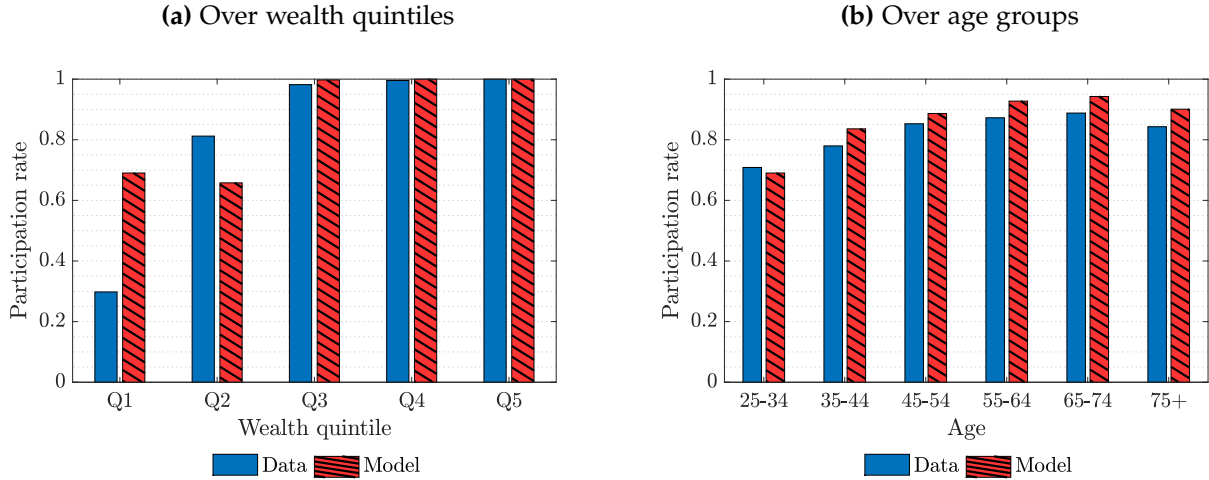 (a) Over wealth quintiles
Participation rate
1
0.8
0.6
0.4
0.2
0
Q1 Q2 Q3 Q4 Q5
Wealth quintile
Data Model
(b) Over age groups
Participation rate
1
0.8
0.6
0.4
0.2
0
25-34 35-44 45-54 55-64 65-74 75+
Age
Data Model